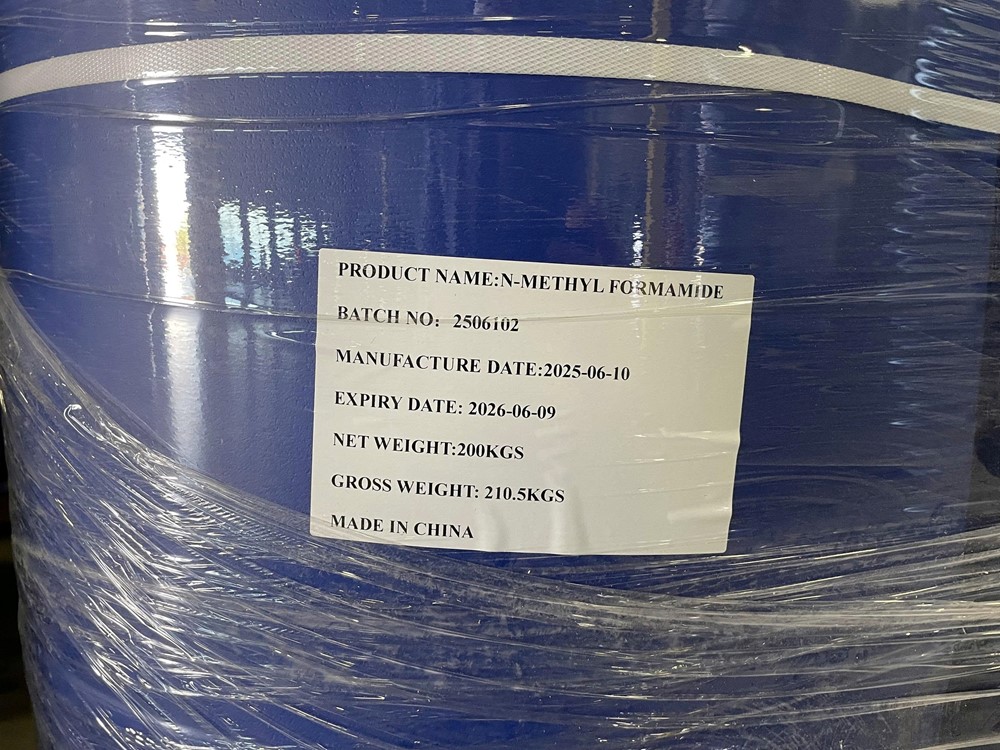 PRODUCT NAME:N-METHYL FORMAMIDE
BATCH NO: 2506102
MANUFACTURE DATE:2025-06-10
EXPIRY DATE: 2026-06-09
NET WEIGHT:200KGS
GROSS WEIGHT: 210.5KGS
MADE IN CHINA